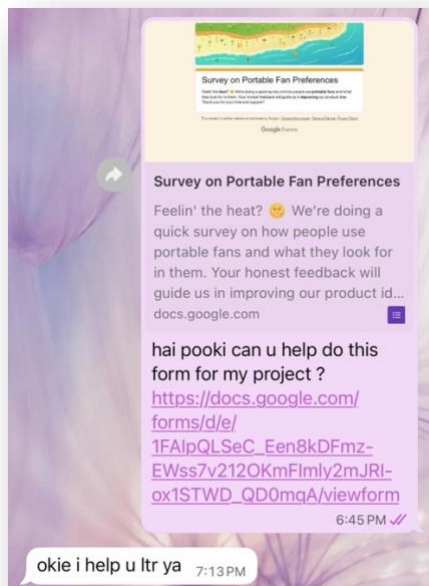 Survey on Portable Fan Preferences
Google Forms
Survey on Portable Fan Preferences
Feelin' the heat? 🥵 We're doing a
quick survey on how people use
portable fans and what they look for
in them. Your honest feedback will
guide us in improving our product id...
docs.google.com
hai pooki can u help do this
form for my project ?
https://docs.google.com/
forms/d/e/
1FAIpQLSeC_Een8kDFmz-
EWss7v212OKmFImly2mJRI-
ox1STWD_QD0mqA/viewform
6:45 PM
okie i help u ltr ya 7:13 PM